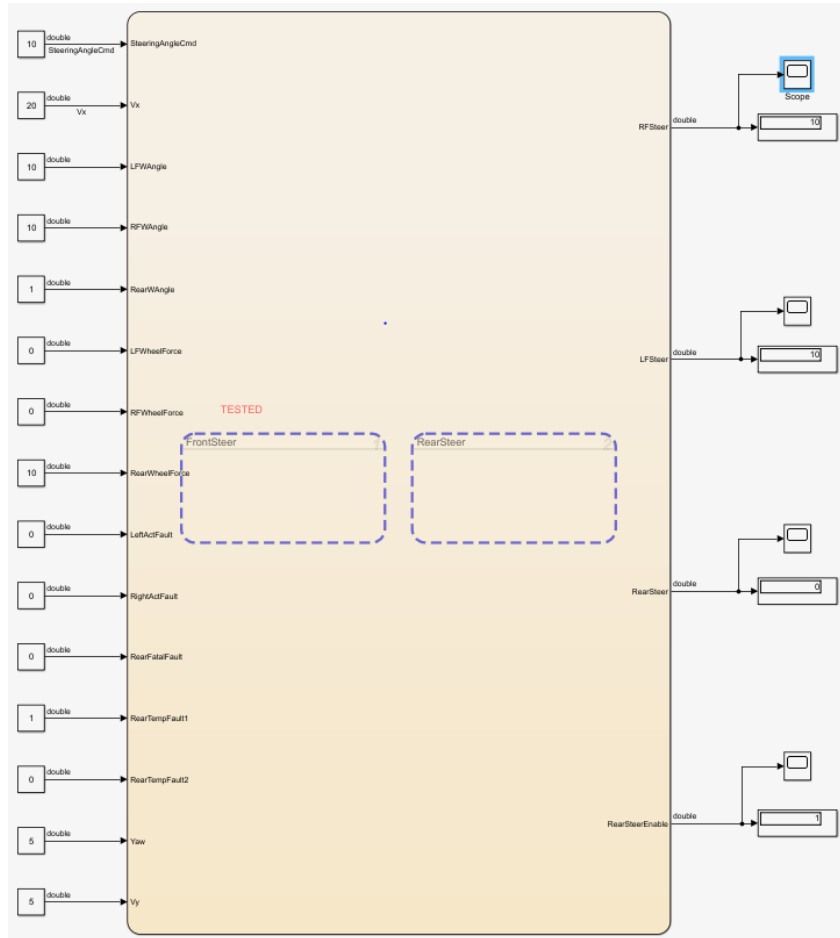 10
double
SteeringAngleCmd
SteeringAngleCmd
20
double
Vx
Vx
10
double
LFWAngle
10
double
RFWAngle
1
double
RearWAngle
0
double
LFWheelForce
0
double
RFWheelForce
10
double
RearWheelForce
0
double
LeftActFault
0
double
RightActFault
0
double
RearFatalFault
1
double
RearTempFault1
0
double
RearTempFault2
5
double
Yaw
5
double
Vy
TESTED
FrontSteer
1
RearSteer
2
RFSteer
double
Scope
10
LFSteer
double
10
RearSteer
double
0
RearSteerEnable
double
1